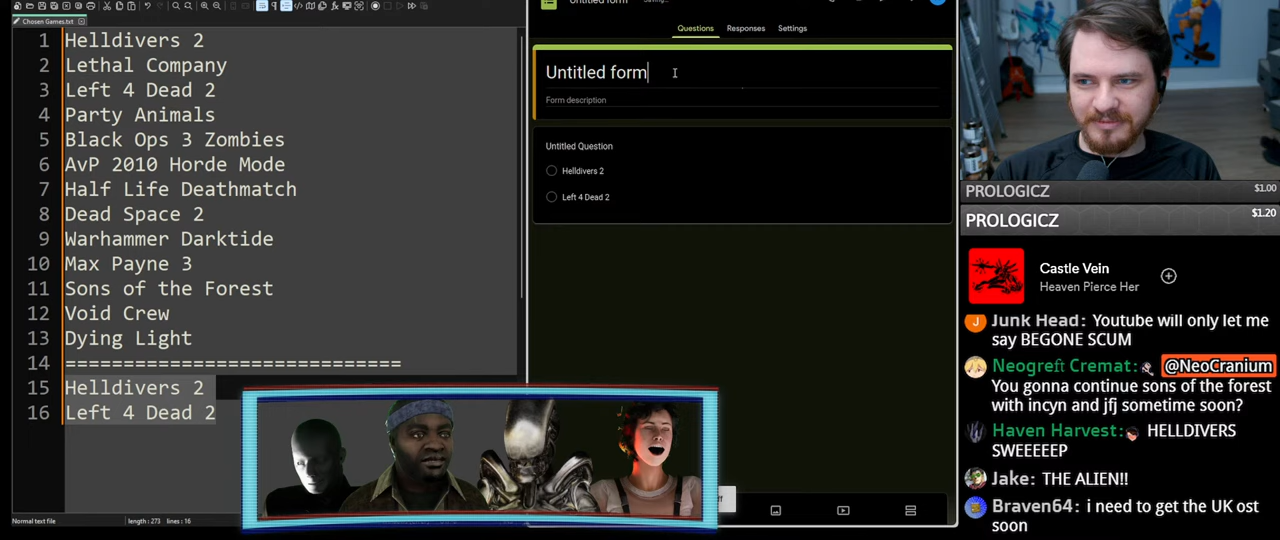 Chosen Games.txt
1 Helldivers 2
2 Lethal Company
3 Left 4 Dead 2
4 Party Animals
5 Black Ops 3 Zombies
6 AvP 2010 Horde Mode
7 Half Life Deathmatch
8 Dead Space 2
9 Warhammer Darktide
10 Max Payne 3
11 Sons of the Forest
12 Void Crew
13 Dying Light
14 =============================
15 Helldivers 2
16 Left 4 Dead 2
Normal text file
length : 273 lines : 16
Untitled form
Saving...
Questions
Responses
Settings
Untitled form
Form description
Untitled Question
Helldivers 2
Left 4 Dead 2
PROLOGICZ $1.00
PROLOGICZ $1.20
Castle Vein
Heaven Pierce Her
J Junk Head: Youtube will only let me
say BEGONE SCUM
Neogreft Cremat: @NeoCranium
You gonna continue sons of the forest
with incyn and jfj sometime soon?
Haven Harvest: HELLDIVERS
SWEEEEEP
Jake: THE ALIEN!!
Braven64: i need to get the UK ost
soon